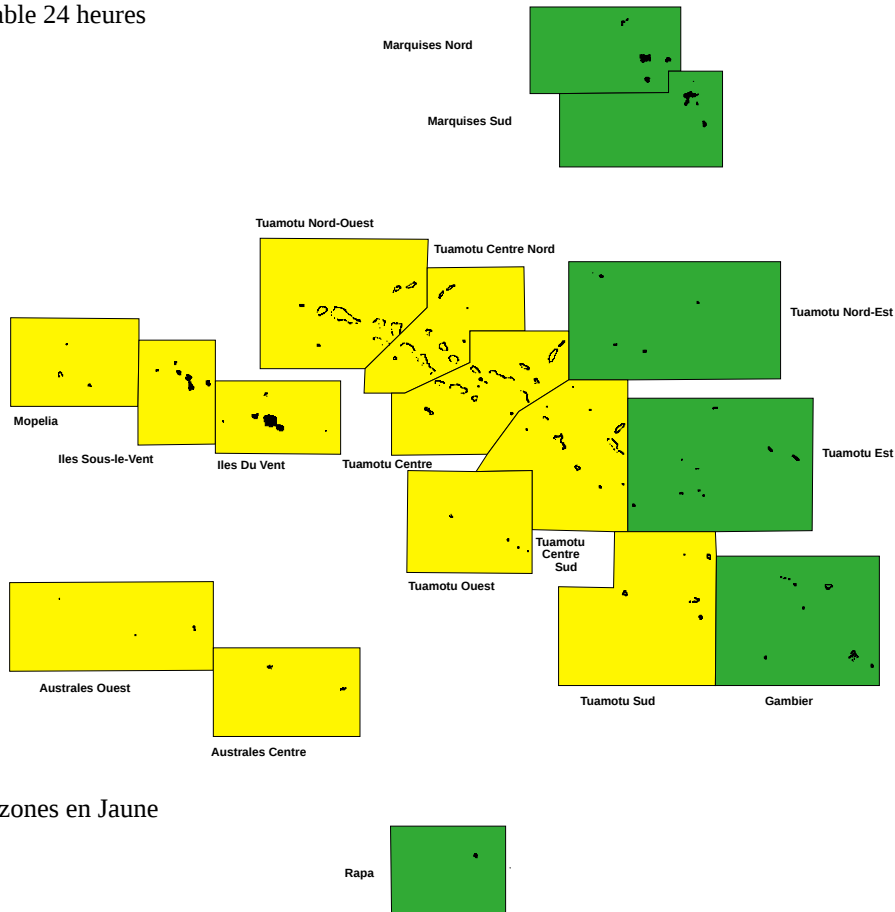 able 24 heures
Marquises Nord
Marquises Sud
Tuamotu Nord-Ouest
Tuamotu Centre Nord
Tuamotu Nord-Est
Mopelia
Iles Sous-le-Vent
Iles Du Vent
Tuamotu Centre
Tuamotu Est
Tuamotu
Centre
Sud
Tuamotu Ouest
Australes Ouest
Tuamotu Sud
Gambier
Australes Centre
zones en Jaune
Rapa